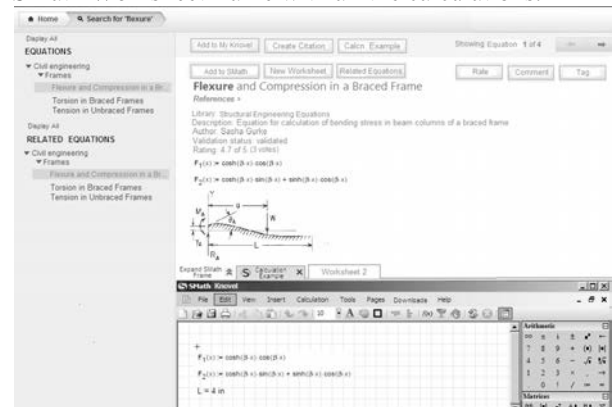 Home
Search for 'flexure'
Display All
EQUATIONS
Civil engineering
Frames
Flexure and Compression in a Br...
Torsion in Braced Frames
Tension in Unbraced Frames
Display All
RELATED EQUATIONS
Civil engineering
Frames
Flexure and Compression in a Br...
Torsion in Braced Frames
Tension in Unbraced Frames
Add to My Knovel
Create Citation
Calcn. Example
Showing Equation 1 of 4
Add to SMath
New Worksheet
Related Equations
Rate
Comment
Tag
Flexure and Compression in a Braced Frame
References »
Library: Structural Engineering Equations
Description: Equation for calculation of bending stress in beam columns of a braced frame
Author: Sasha Gurke
Validation status: validated
Rating: 4.7 of 5 (3 votes)
F₁(x) := cosh(β·x)·cos(β·x)
F₂(x) := cosh(β·x)·sin(β·x) + sinh(β·x)·cos(β·x)
Y
a
W
M_A
θ_A
L
R_A
Expand SMath Frame
Calculation Example
Worksheet 2
SMath Knovel
File Edit View Insert Calculation Tools Pages Downloads Help
10
Arithmetic
7 8 9
4 5 6
1 2 3
0
Matrices
F₁(x) := cosh(β·x)·cos(β·x)
F₂(x) := cosh(β·x)·sin(β·x) + sinh(β·x)·cos(β·x)
L = 4 in